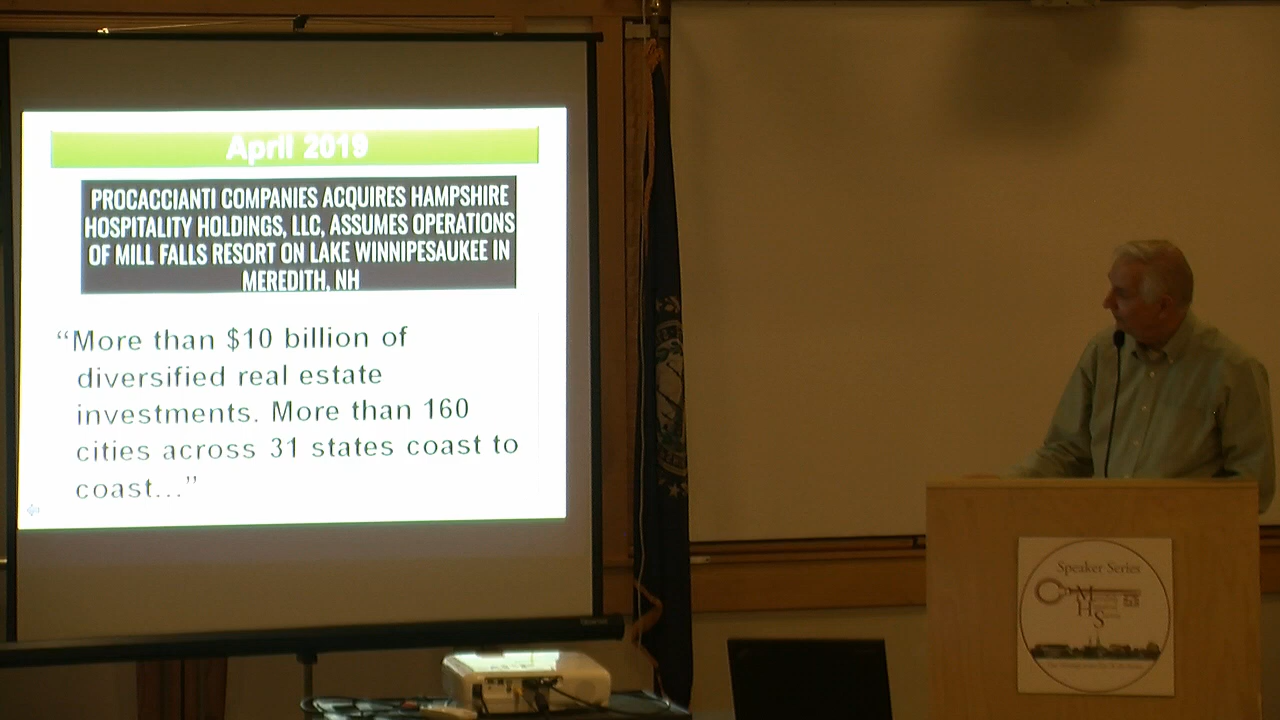 April 2019
PROCACCIANTI COMPANIES ACQUIRES HAMPSHIRE
HOSPITALITY HOLDINGS, LLC, ASSUMES OPERATIONS
OF MILL FALLS RESORT ON LAKE WINNIPESAUKEE IN
MEREDITH, NH
“More than $10 billion of
diversified real estate
investments. More than 160
cities across 31 states coast to
coast...”
Speaker Series
M
H
S